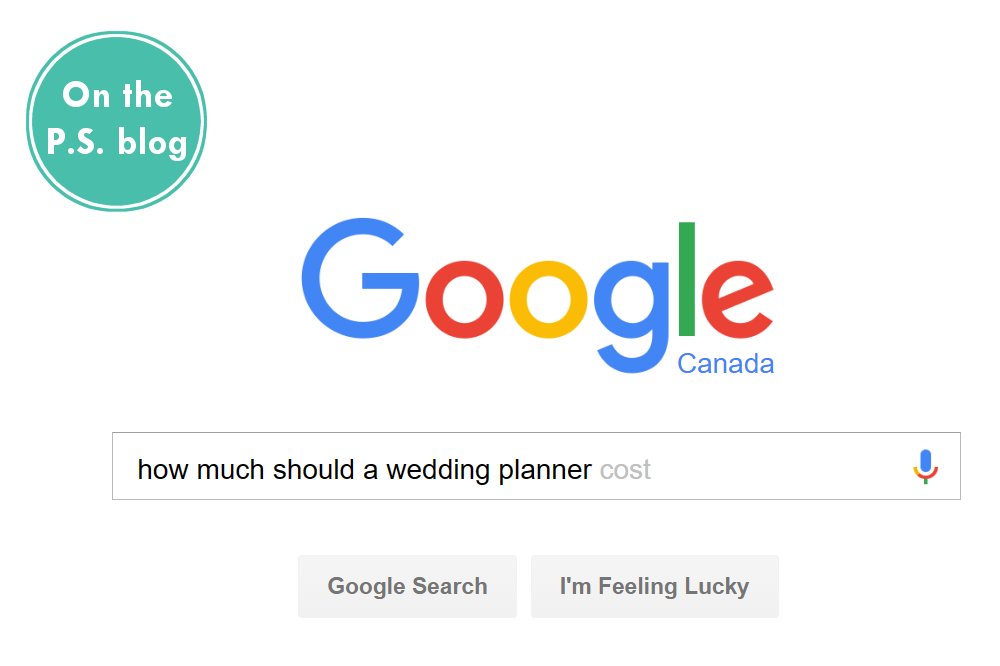 On the
P.S. blog
Google
Canada
how much should a wedding planner cost
Google Search
I'm Feeling Lucky